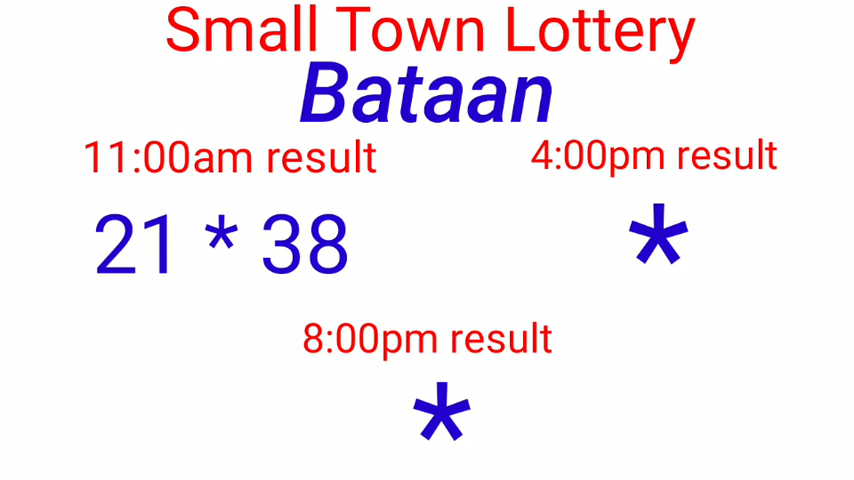 Small Town Lottery
Bataan
11:00am result
21 * 38
4:00pm result
*
8:00pm result
*